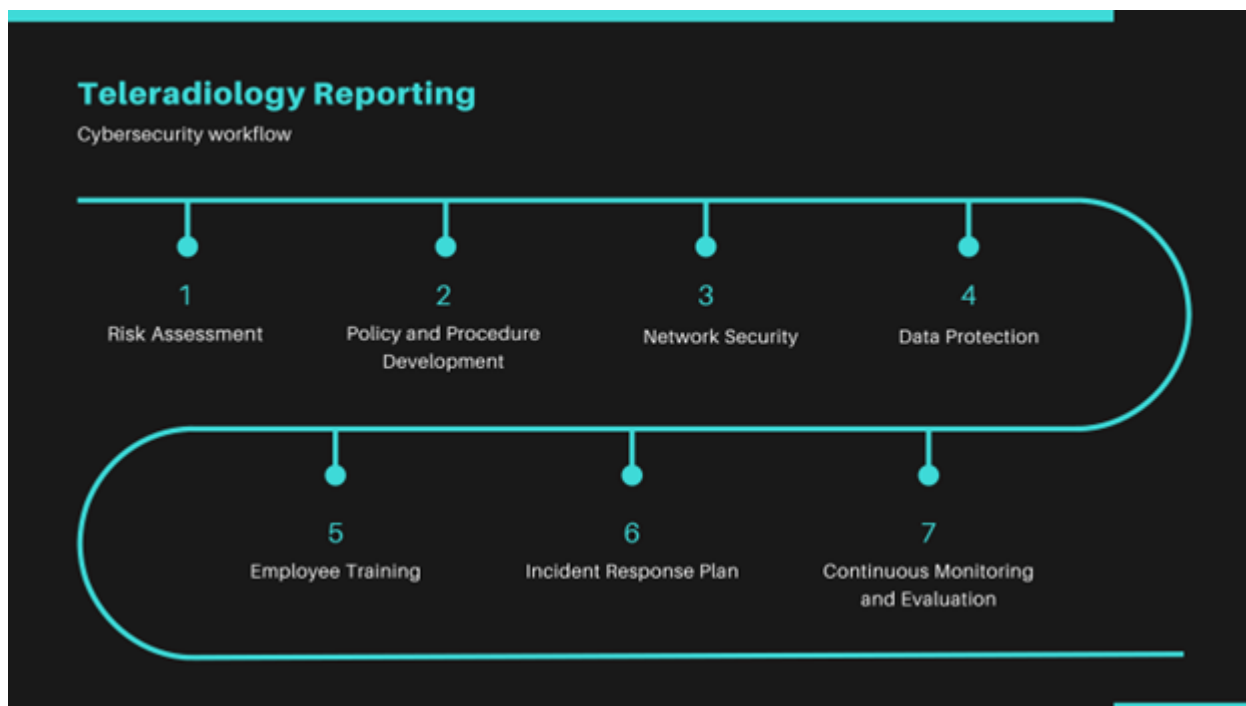 Teleradiology Reporting
Cybersecurity workflow
1
Risk Assessment
2
Policy and Procedure
Development
3
Network Security
4
Data Protection
5
Employee Training
6
Incident Response Plan
7
Continuous Monitoring
and Evaluation